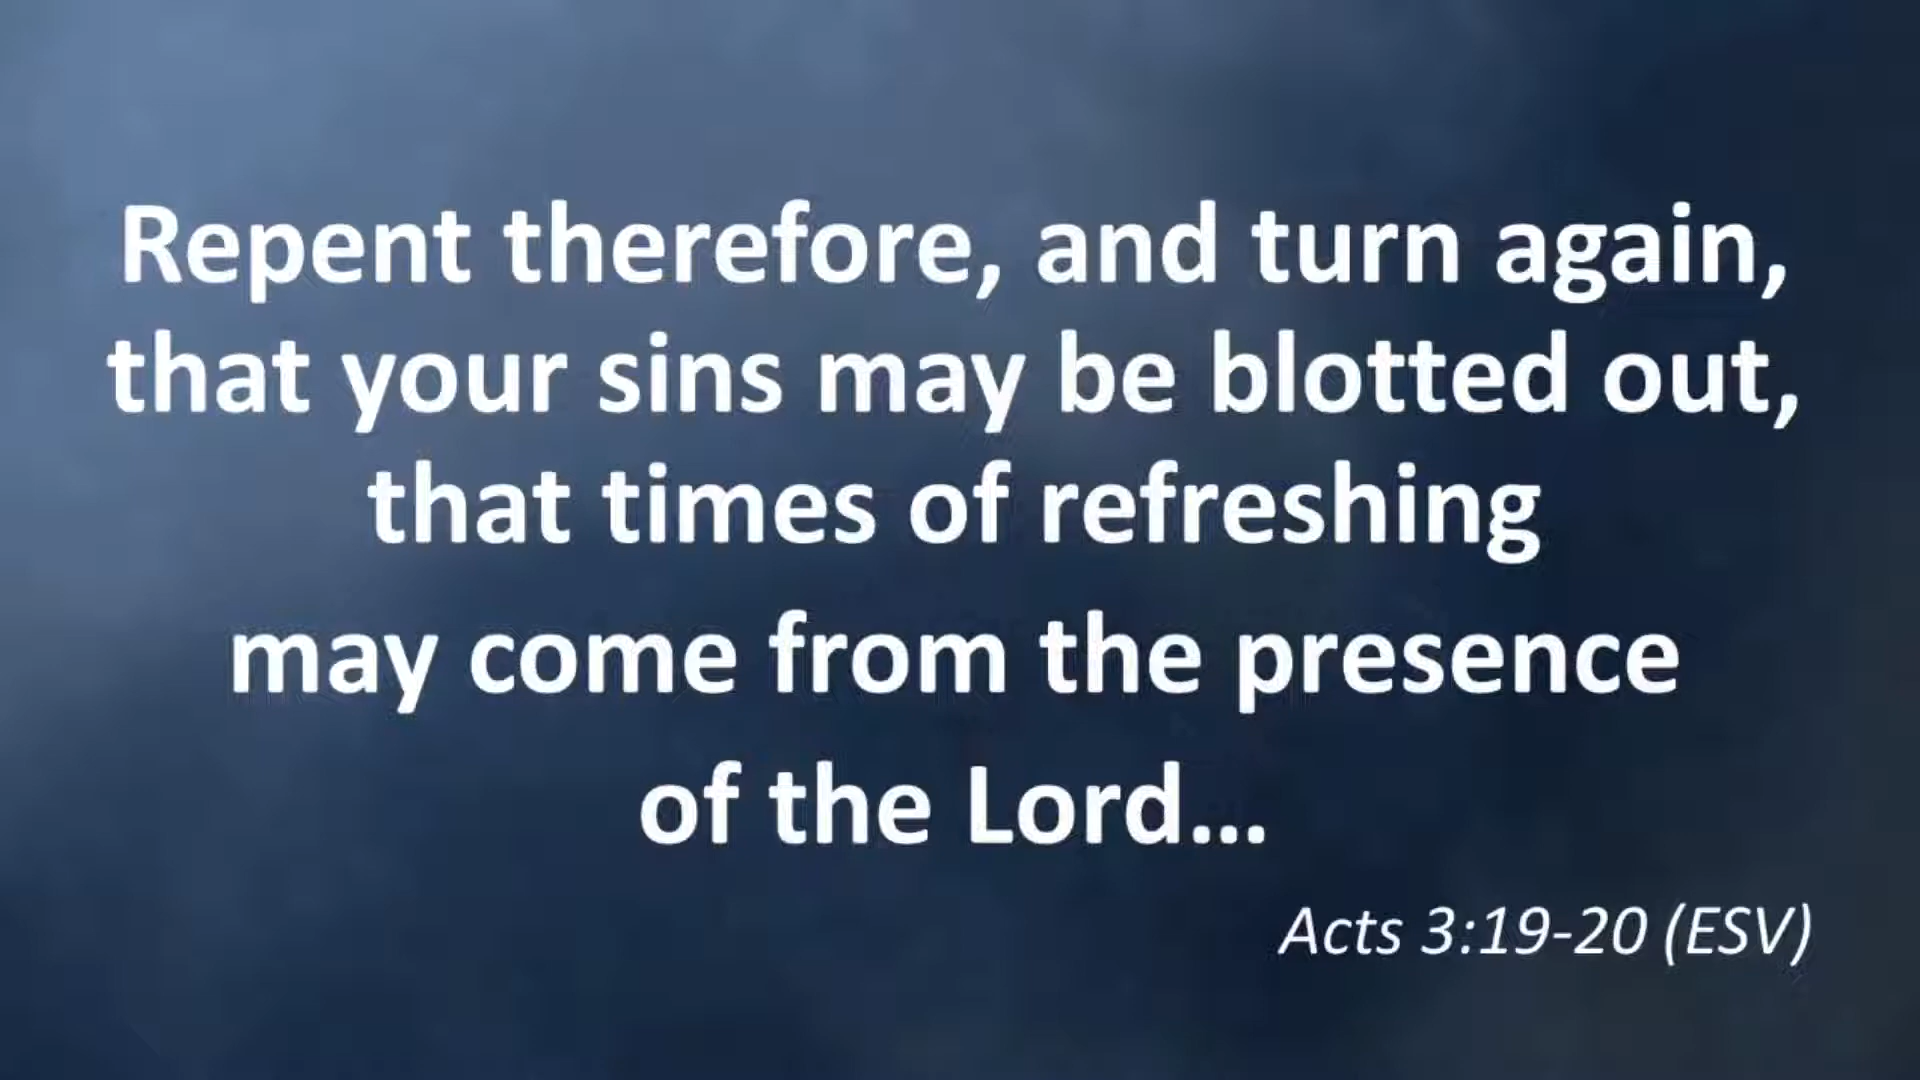 Repent therefore, and turn again,
that your sins may be blotted out,
that times of refreshing
may come from the presence
of the Lord...
Acts 3:19-20 (ESV)